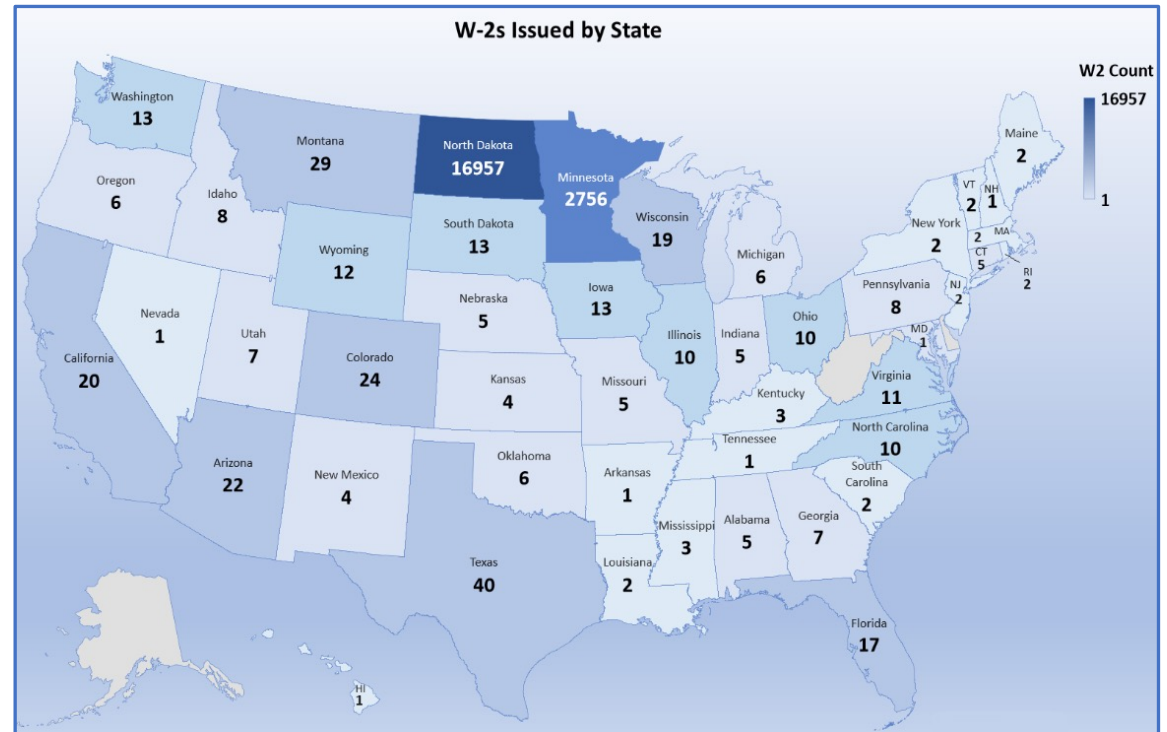 W-2s Issued by State
W2 Count
16957
1
Washington
13
Montana
29
North Dakota
16957
Minnesota
2756
Maine
2
Oregon
6
Idaho
8
Wisconsin
19
VT
2
NH
1
South Dakota
13
New York
2
2
MA
Wyoming
12
Michigan
6
CT
5
RI
2
Iowa
13
Pennsylvania
8
NJ
2
Nebraska
5
Nevada
1
Utah
7
Illinois
10
Indiana
5
Ohio
10
MD
1
California
20
Colorado
24
Kansas
4
Missouri
5
Virginia
11
Kentucky
3
North Carolina
10
Tennessee
1
Arizona
22
New Mexico
4
Oklahoma
6
Arkansas
1
South
Carolina
2
Mississippi
3
Alabama
5
Georgia
7
Texas
40
Louisiana
2
Florida
17
HI
1